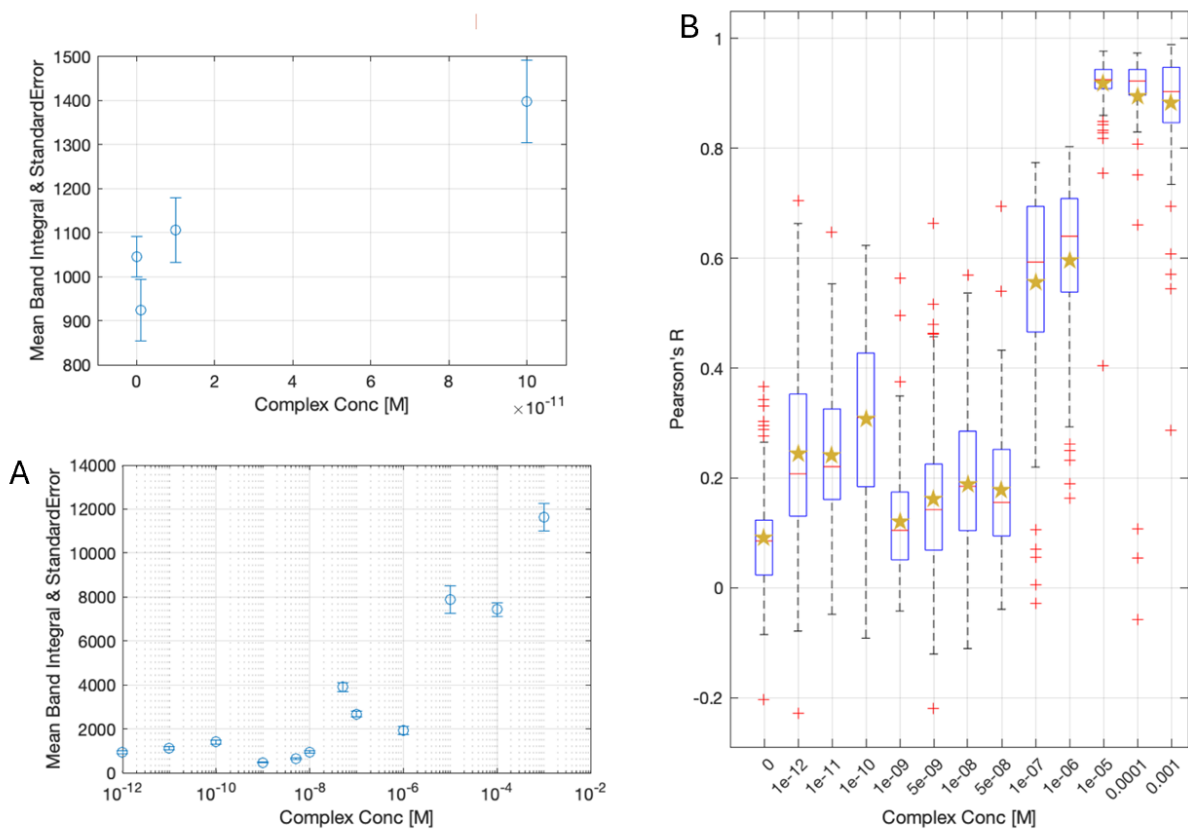 1500
1400
1300
1200
1100
1000
900
800
Mean Band Integral & StandardError
0 2 4 6 8 10
Complex Conc [M]
×10-11
A
14000
12000
10000
8000
6000
4000
2000
0
Mean Band Integral & StandardError
10-12 10-10 10-8 10-6 10-4 10-2
Complex Conc [M]
B
1
0.8
0.6
0.4
0.2
0
-0.2
Pearson's R
0 1e-12 1e-11 1e-10 1e-09 5e-09 1e-08 5e-08 1e-07 1e-06 1e-05 0.0001 0.001
Complex Conc [M]